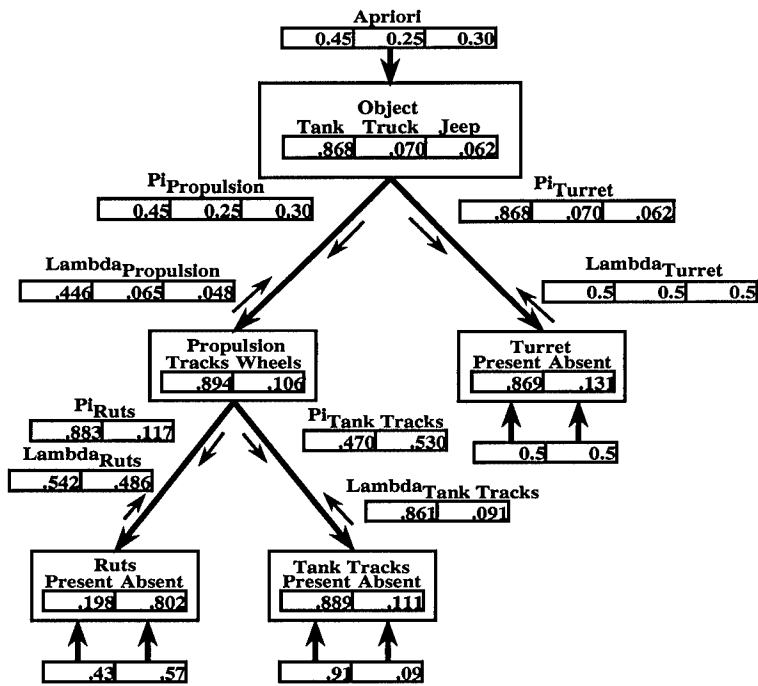 Apriori
0.45 0.25 0.30
Object
Tank Truck Jeep
.868 .070 .062
PiPropulsion
0.45 0.25 0.30
PiTurret
.868 .070 .062
LambdaPropulsion
.446 .065 .048
LambdaTurret
0.5 0.5 0.5
Propulsion
Tracks Wheels
.894 .106
Turret
Present Absent
.869 .131
PiRuts
.883 .117
PiTank Tracks
.470 .530
0.5 0.5
LambdaRuts
.542 .486
LambdaTank Tracks
.861 .091
Ruts
Present Absent
.198 .802
Tank Tracks
Present Absent
.889 .111
.43 .57
.91 .09